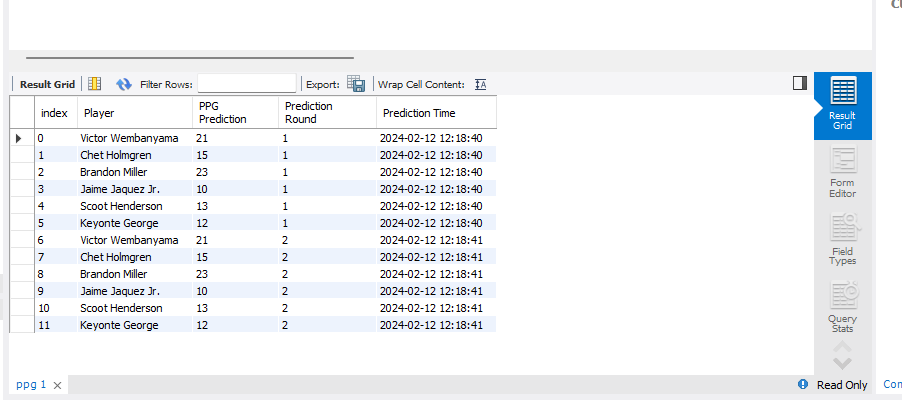 Result Grid Filter Rows: Export: Wrap Cell Content: IA
index Player PPG Prediction Prediction Round Prediction Time
0 Victor Wembanyama 21 1 2024-02-12 12:18:40
1 Chet Holmgren 15 1 2024-02-12 12:18:40
2 Brandon Miller 23 1 2024-02-12 12:18:40
3 Jaime Jaquez Jr. 10 1 2024-02-12 12:18:40
4 Scoot Henderson 13 1 2024-02-12 12:18:40
5 Keyonte George 12 1 2024-02-12 12:18:40
6 Victor Wembanyama 21 2 2024-02-12 12:18:41
7 Chet Holmgren 15 2 2024-02-12 12:18:41
8 Brandon Miller 23 2 2024-02-12 12:18:41
9 Jaime Jaquez Jr. 10 2 2024-02-12 12:18:41
10 Scoot Henderson 13 2 2024-02-12 12:18:41
11 Keyonte George 12 2 2024-02-12 12:18:41
Result
Grid
Form
Editor
Field
Types
Query
Stats
ppg 1
Read Only
Con